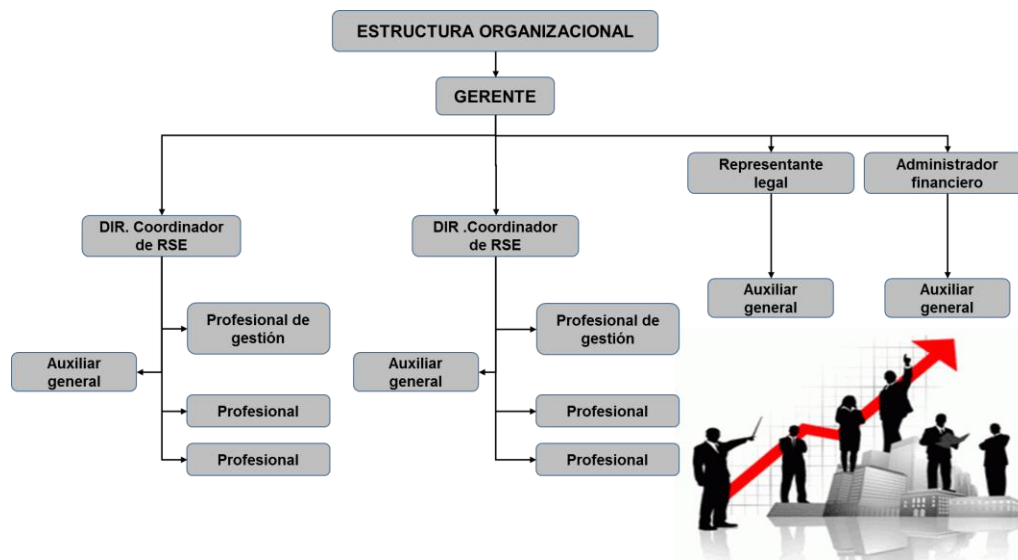 ESTRUCTURA ORGANIZACIONAL
GERENTE
Representante
legal
Administrador
financiero
DIR. Coordinador
de RSE
DIR .Coordinador
de RSE
Auxiliar
general
Auxiliar
general
Profesional de
gestión
Profesional de
gestión
Auxiliar
general
Auxiliar
general
Profesional
Profesional
Profesional
Profesional